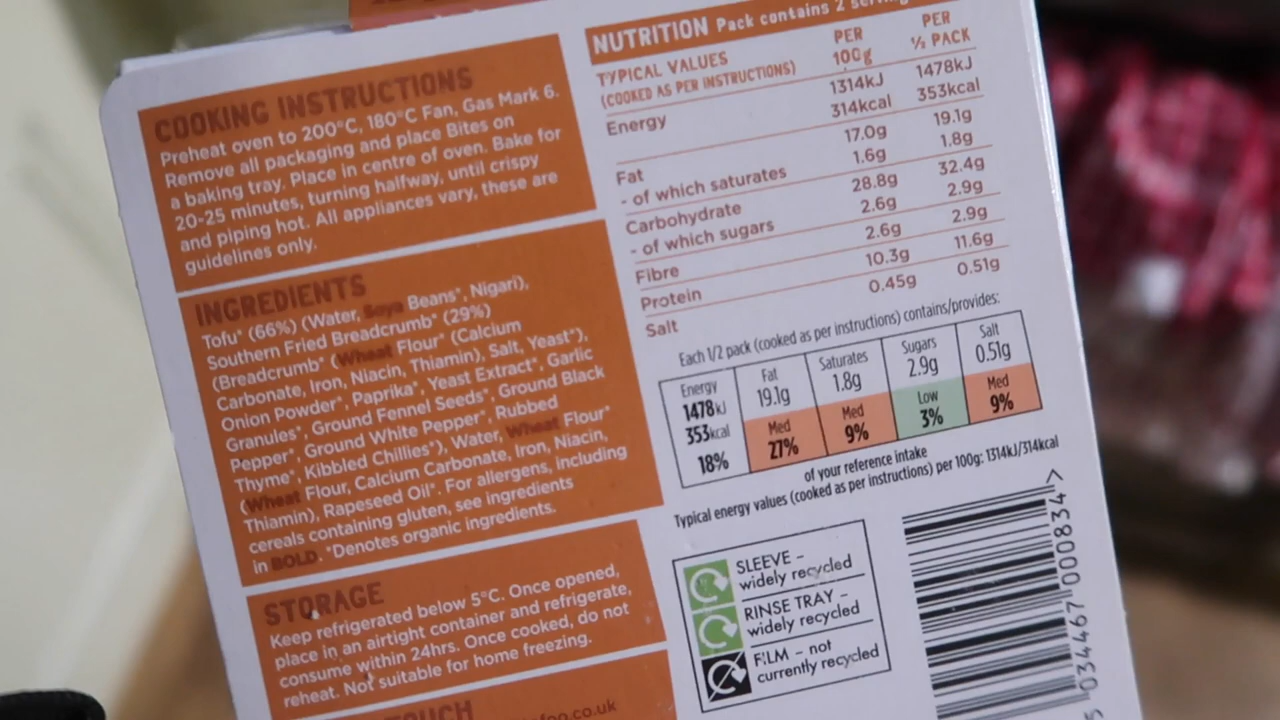 COOKING INSTRUCTIONS
Preheat oven to 200°C, 180°C Fan, Gas Mark 6.
Remove all packaging and place Bites on
a baking tray. Place in centre of oven. Bake for
20-25 minutes, turning halfway, until crispy
and piping hot. All appliances vary, these are
guidelines only.
INGREDIENTS
Tofu* (66%) (Water, Soya Beans*, Nigari),
Southern Fried Breadcrumb* (29%)
(Breadcrumb* (Wheat Flour* (Calcium
Carbonate, Iron, Niacin, Thiamin), Salt, Yeast*),
Onion Powder*, Paprika*, Yeast Extract*, Garlic
Granules*, Ground Fennel Seeds*, Ground Black
Pepper*, Ground White Pepper*, Rubbed
Thyme*, Kibbled Chillies*), Water, Wheat Flour*
(Wheat Flour, Calcium Carbonate, Iron, Niacin,
Thiamin), Rapeseed Oil*. For allergens, including
cereals containing gluten, see ingredients
in BOLD. *Denotes organic ingredients.
STORAGE
Keep refrigerated below 5°C. Once opened,
place in an airtight container and refrigerate,
consume within 24hrs. Once cooked, do not
reheat. Not suitable for home freezing.
TOUCH
.co.uk
NUTRITION Pack contains 2
TYPICAL VALUES PER PER
(COOKED AS PER INSTRUCTIONS) 100g ½ PACK
Energy 1314kJ 1478kJ
314kcal 353kcal
Fat 17.0g 19.1g
- of which saturates 1.6g 1.8g
Carbohydrate 28.8g 32.4g
- of which sugars 2.6g 2.9g
Fibre 2.6g 2.9g
Protein 10.3g 11.6g
Salt 0.45g 0.51g
Each 1/2 pack (cooked as per instructions) contains/provides:
Energy Fat Saturates Sugars Salt
1478kJ 19.1g 1.8g 2.9g 0.51g
353kcal Med Med Low Med
18% 27% 9% 3% 9%
of your reference intake
Typical energy values (cooked as per instructions) per 100g: 1314kJ/314kcal
SLEEVE –
widely recycled
RINSE TRAY –
widely recycled
FILM – not
currently recycled
5 034467 000834 >